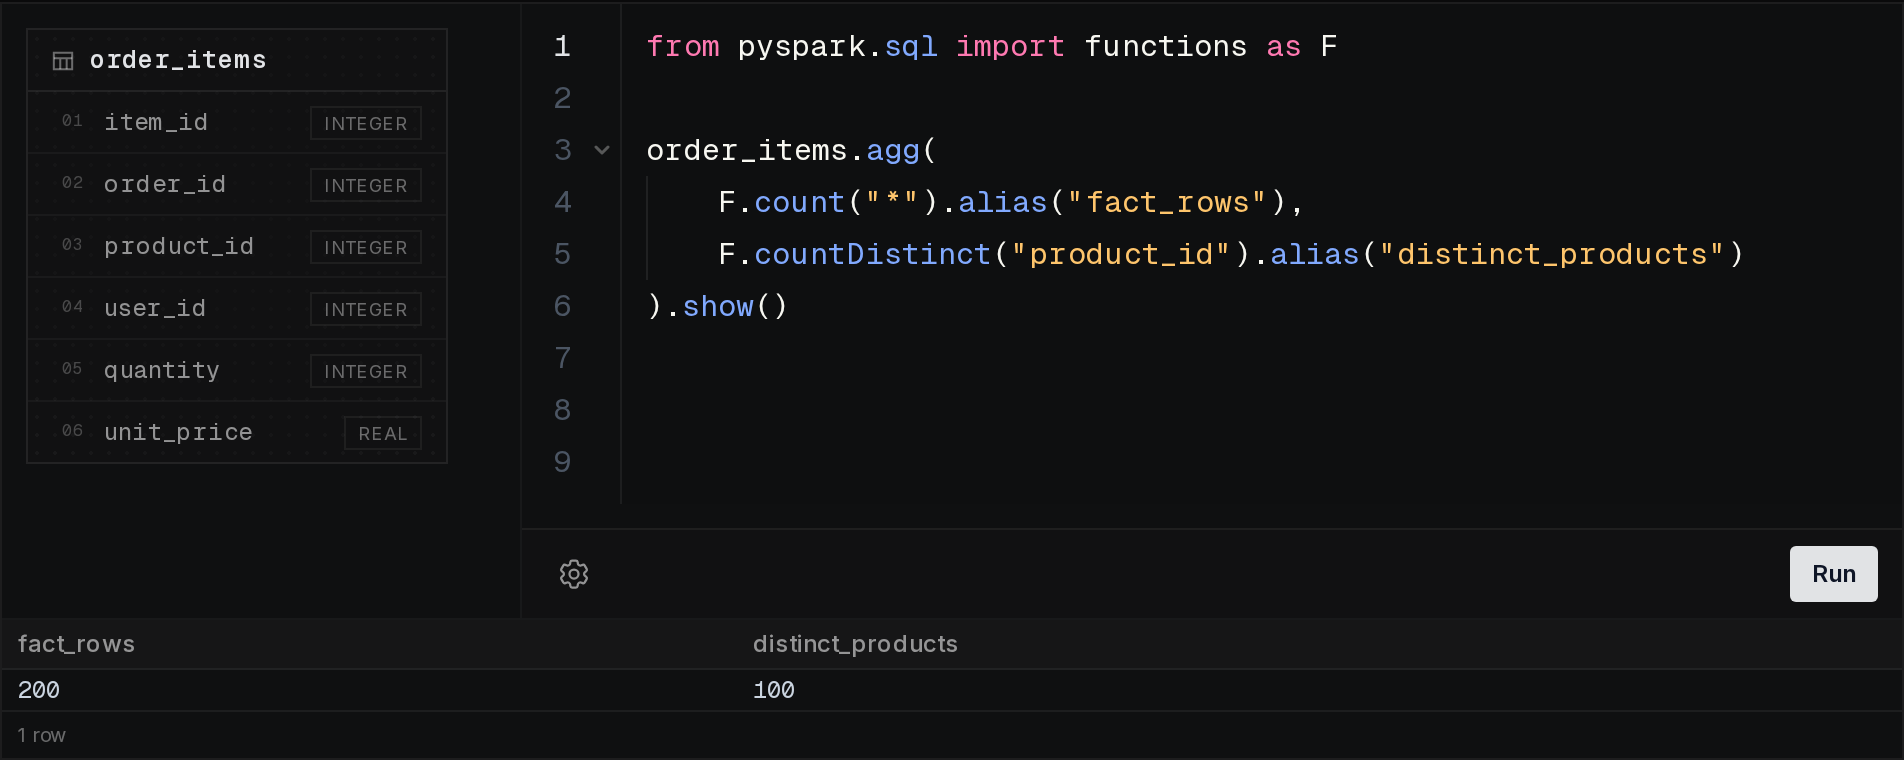 order_items
01 item_id INTEGER
02 order_id INTEGER
03 product_id INTEGER
04 user_id INTEGER
05 quantity INTEGER
06 unit_price REAL
1 from pyspark.sql import functions as F
2
3 order_items.agg(
4     F.count("*").alias("fact_rows"),
5     F.countDistinct("product_id").alias("distinct_products")
6 ).show()
7
8
9
Run
fact_rows distinct_products
200 100
1 row